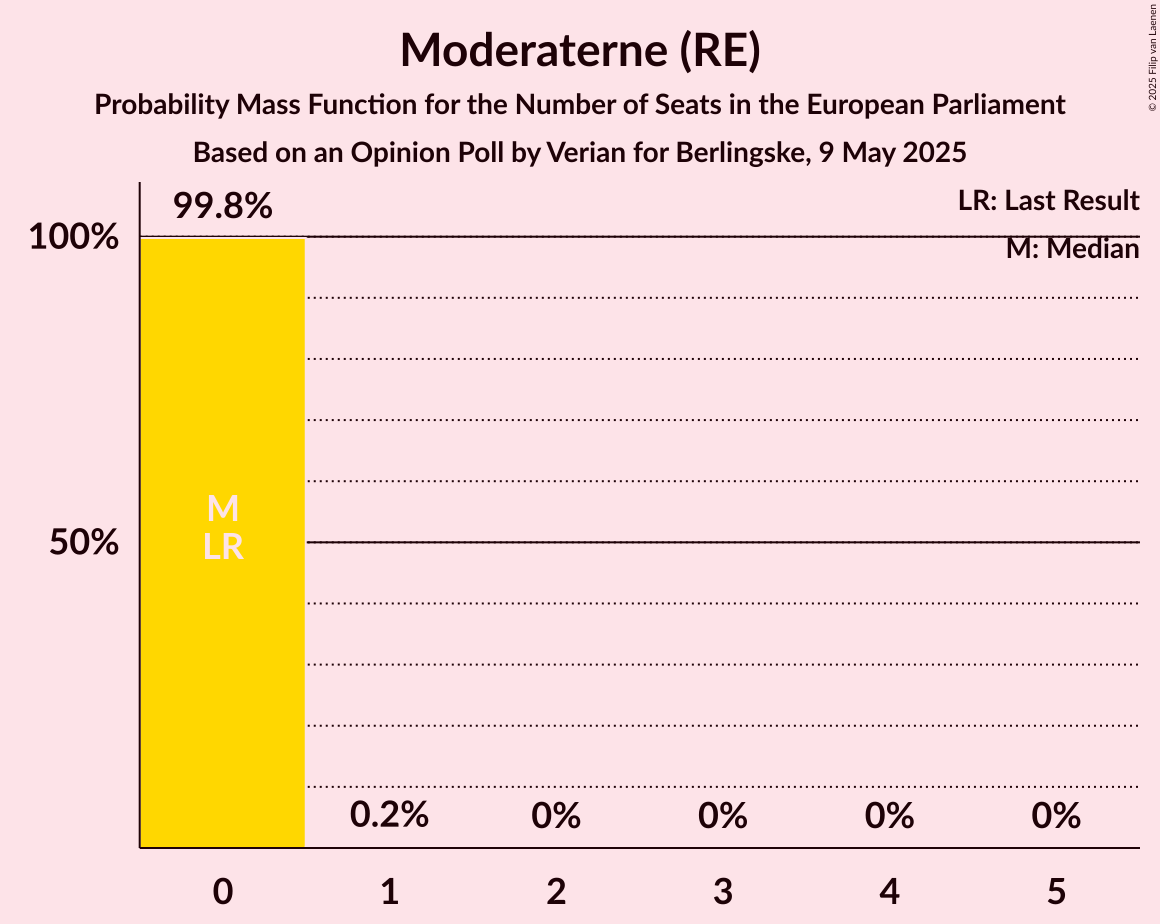 Moderaterne (RE)
Probability Mass Function for the Number of Seats in the European Parliament
Based on an Opinion Poll by Verian for Berlingske, 9 May 2025
© 2025 Filip van Laenen
LR: Last Result
M: Median
99.8%
100%
50%
M
LR
0.2%
0%
0%
0%
0%
0
1
2
3
4
5